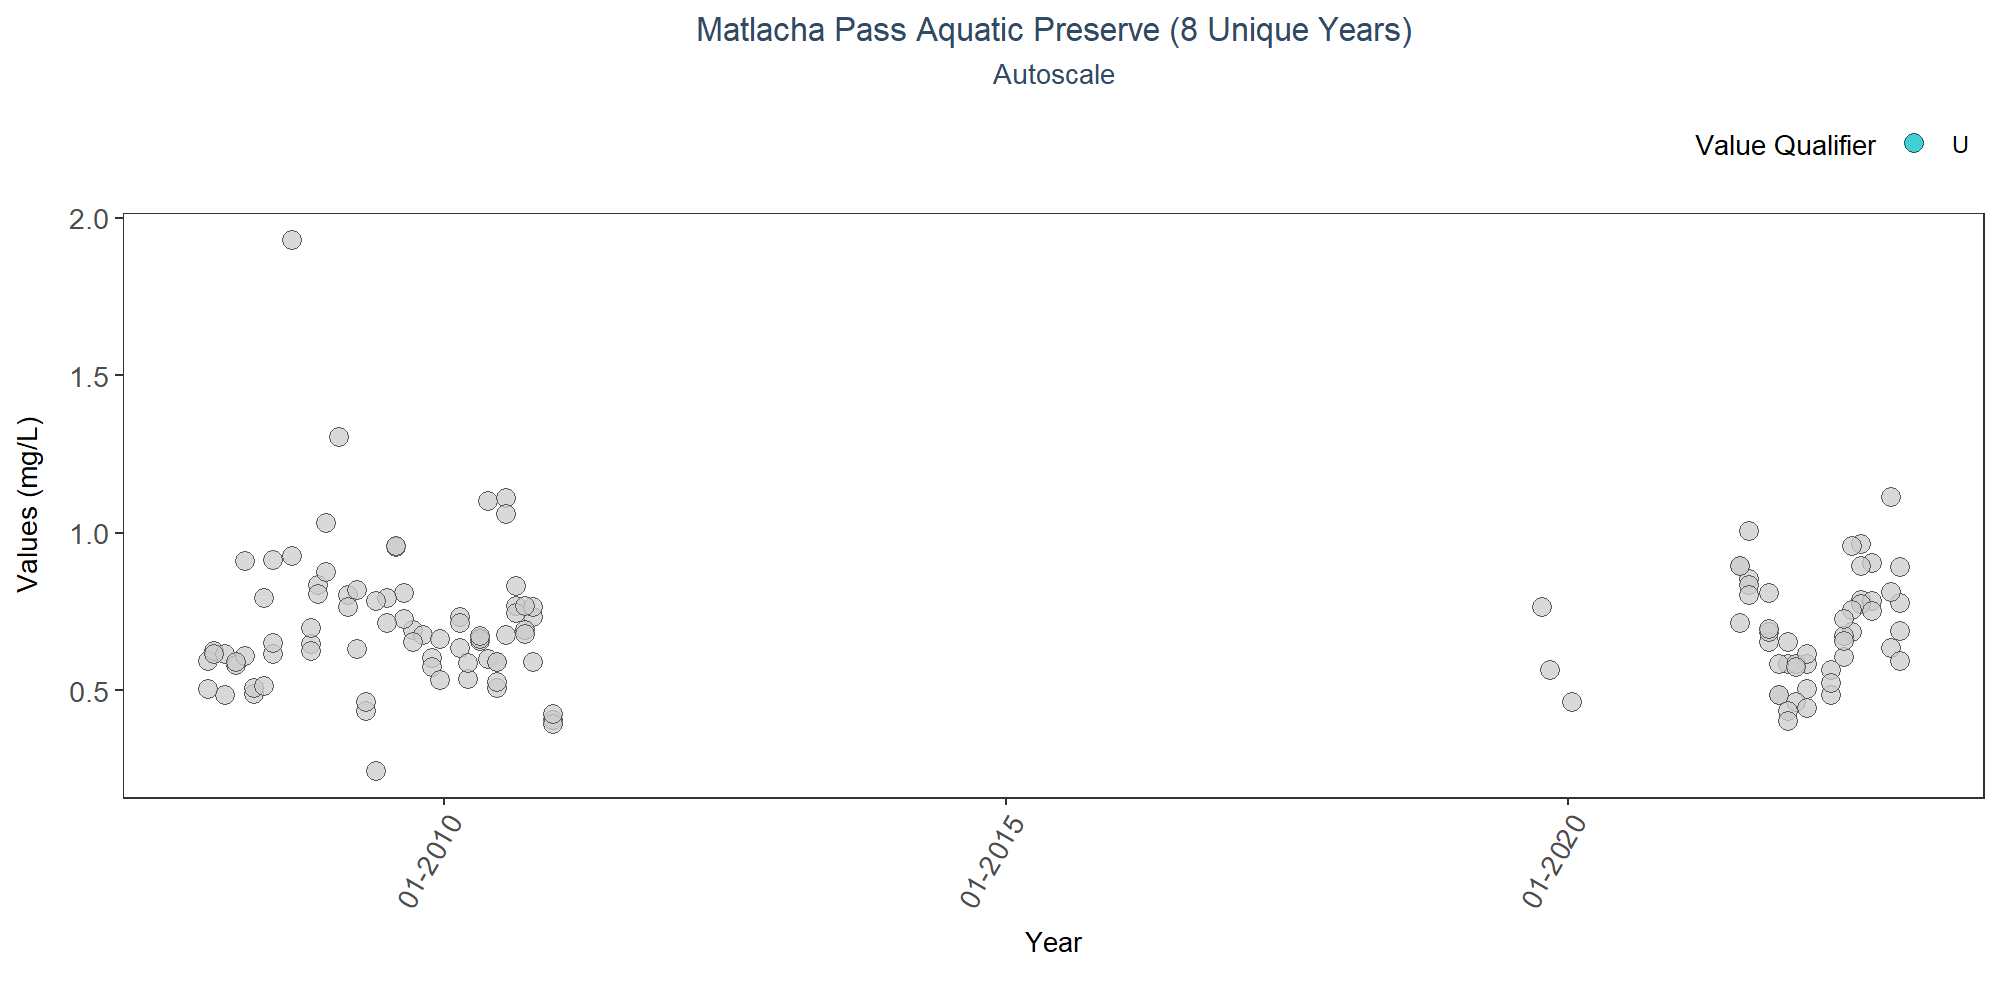 Matlacha Pass Aquatic Preserve (8 Unique Years)
Autoscale
Value Qualifier U
2.0
1.5
1.0
0.5
Values (mg/L)
01-2010
01-2015
01-2020
Year